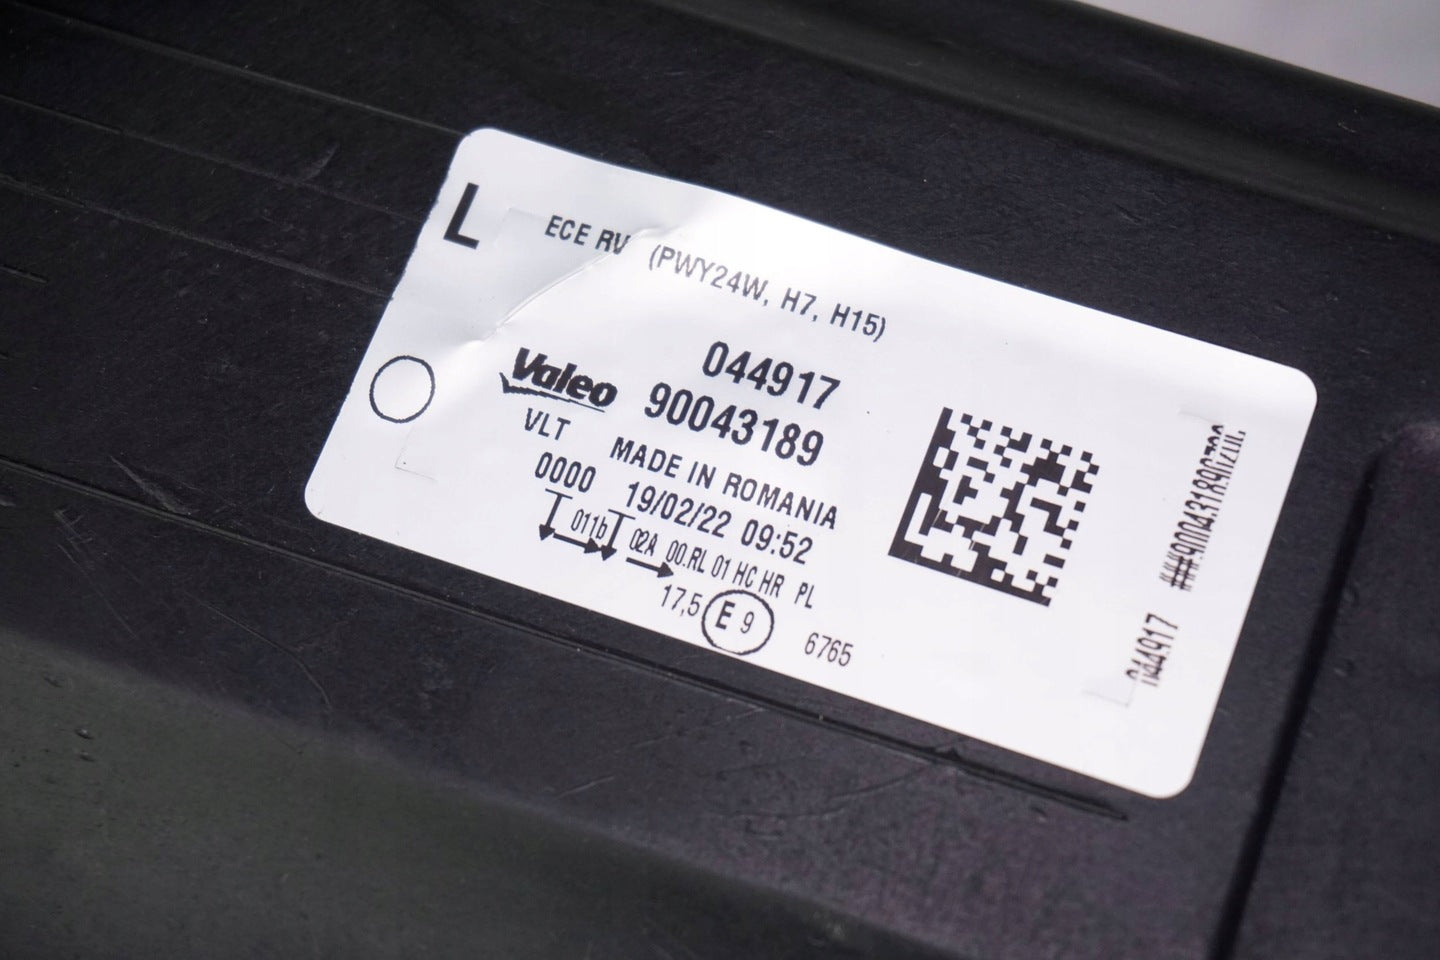 L
ECE RV (PWY24W, H7, H15)
Valeo 044917
90043189
VLT MADE IN ROMANIA
0000 19/02/22 09:52
011b 02A 00.RL 01 HC HR PL
17,5 E 9 6765
044917